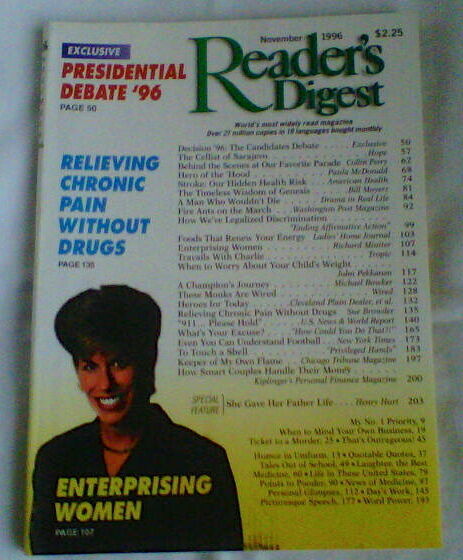 November 1996 $2.25
EXCLUSIVE
PRESIDENTIAL
DEBATE '96
PAGE 50
Reader's
Digest
World's most widely read magazine
Over 27 million copies in 18 languages bought monthly
RELIEVING
CHRONIC
PAIN
WITHOUT
DRUGS
PAGE 135
Decision '96: The Candidates Debate . . . Exclusive 50
The Cellist of Sarajevo . . . Hope 57
Behind the Scenes at Our Favorite Parade Collin Perry 62
Hero of the 'Hood . . . Paula McDonald 68
Stroke: Our Hidden Health Risk . . American Health 74
The Timeless Wisdom of Genesis . . . Bill Moyers 81
A Man Who Wouldn't Die . . . Drama in Real Life 84
Fire Ants on the March . . . Washington Post Magazine 92
How We've Legalized Discrimination . . .
"Ending Affirmative Action" 99
Foods That Renew Your Energy Ladies' Home Journal 103
Enterprising Women . . . Richard Miniter 107
Travails With Charlie . . . Tropic 114
When to Worry About Your Child's Weight . . .
John Pekkanen 117
A Champion's Journey . . . Michael Bowker 122
These Monks Are Wired . . . Wired 128
Heroes for Today . . . Cleveland Plain Dealer, et al. 132
Relieving Chronic Pain Without Drugs Sue Browder 135
"911... Please Hold" . . . U.S. News & World Report 140
What's Your Excuse? . . . "How Could You Do That?!" 165
Even You Can Understand Football . . . New York Times 173
To Touch a Shell . . . "Privileged Hands" 183
Keeper of My Own Flame . . . Chicago Tribune Magazine 197
How Smart Couples Handle Their Money . . .
Kiplinger's Personal Finance Magazine 200
SPECIAL
FEATURE
She Gave Her Father Life . . . Henry Hurt 203
My No. 1 Priority, 9
When to Mind Your Own Business, 19
Ticket to a Murder, 25 • That's Outrageous! 45
Humor in Uniform, 13 • Quotable Quotes, 37
Tales Out of School, 49 • Laughter, the Best
Medicine, 60 • Life in These United States, 79
Points to Ponder, 90 • News of Medicine, 97
Personal Glimpses, 112 • Day's Work, 145
Picturesque Speech, 177 • Word Power, 195
ENTERPRISING
WOMEN
PAGE 107